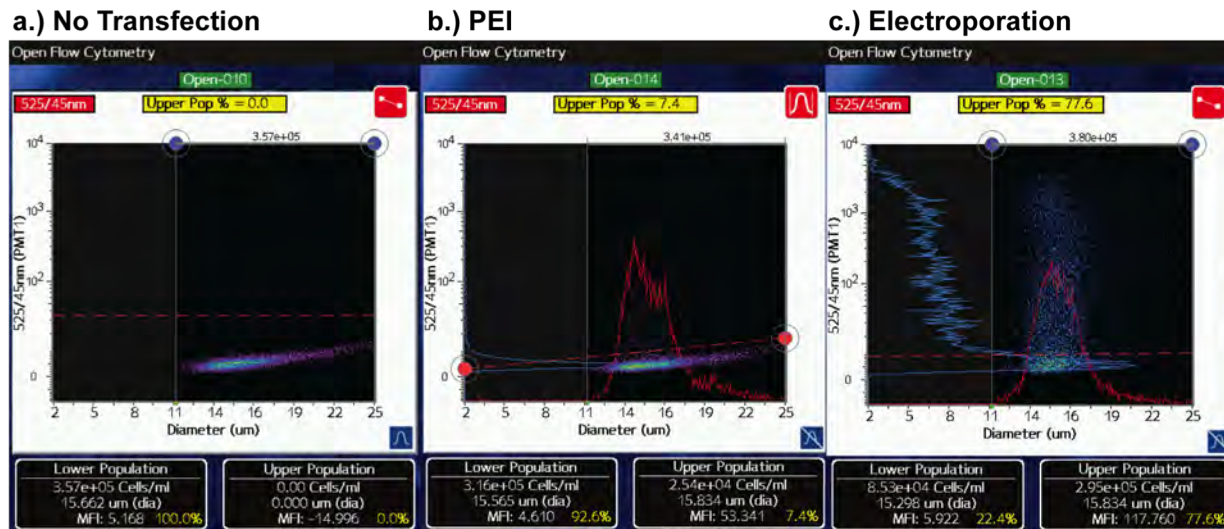 a.) No Transfection
b.) PEI
c.) Electroporation
Open Flow Cytometry
Open-010
525/45nm
Upper Pop % = 0.0
3.57e+05
525/45nm (PMT1)
10^4
10^3
10^2
0
2 5 8 11 14 16 19 22 25
Diameter (um)
Lower Population
3.57e+05 Cells/ml
15.662 um (dia)
MFI: 5.168 100.0%
Upper Population
0.00 Cells/ml
0.000 um (dia)
MFI: -14.996 0.0%
Open Flow Cytometry
Open-014
525/45nm
Upper Pop % = 7.4
3.41e+05
525/45nm (PMT1)
10^4
10^3
10^2
0
2 5 8 11 14 16 19 22 25
Diameter (um)
Lower Population
3.16e+05 Cells/ml
15.565 um (dia)
MFI: 4.610 92.6%
Upper Population
2.54e+04 Cells/ml
15.834 um (dia)
MFI: 53.341 7.4%
Open Flow Cytometry
Open-013
525/45nm
Upper Pop % = 77.6
3.80e+05
525/45nm (PMT1)
10^4
10^3
10^2
0
2 5 8 11 14 16 19 22 25
Diameter (um)
Lower Population
8.53e+04 Cells/ml
15.298 um (dia)
MFI: 5.922 22.4%
Upper Population
2.95e+05 Cells/ml
15.834 um (dia)
MFI: 117.760 77.6%